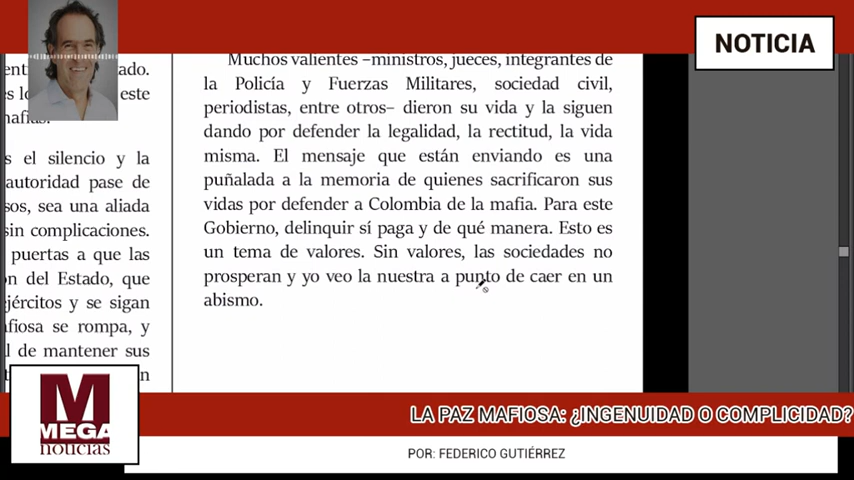 NOTICIA
ado.
este
s el silencio y la
autoridad pase de
sos, sea una aliada
sin complicaciones.
puertas a que las
n del Estado, que
ejércitos y se sigan
afiosa se rompa, y
l de mantener sus
n
Muchos valientes –ministros, jueces, integrantes de
la Policía y Fuerzas Militares, sociedad civil,
periodistas, entre otros– dieron su vida y la siguen
dando por defender la legalidad, la rectitud, la vida
misma. El mensaje que están enviando es una
puñalada a la memoria de quienes sacrificaron sus
vidas por defender a Colombia de la mafia. Para este
Gobierno, delinquir sí paga y de qué manera. Esto es
un tema de valores. Sin valores, las sociedades no
prosperan y yo veo la nuestra a punto de caer en un
abismo.
M
MEGA
noticias
LA PAZ MAFIOSA: ¿INGENUIDAD O COMPLICIDAD?
POR: FEDERICO GUTIÉRREZ